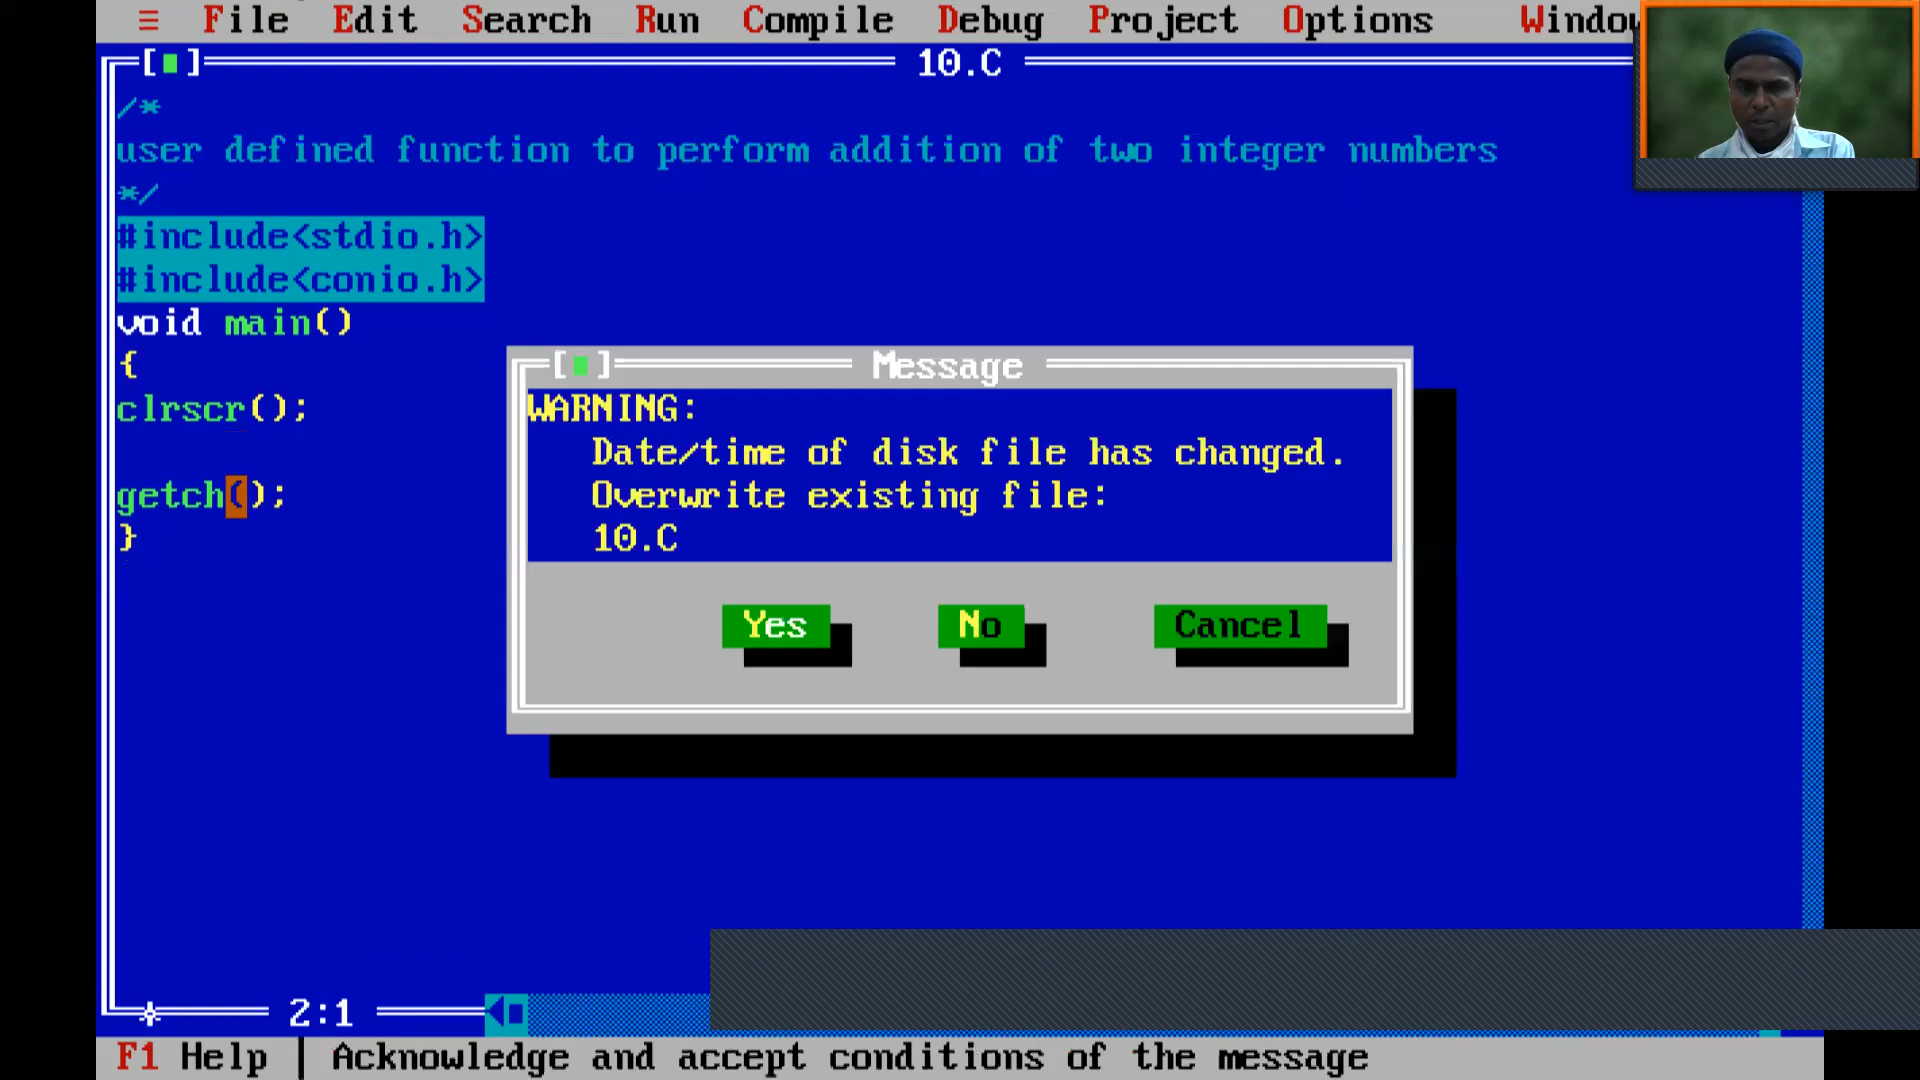 ≡ File Edit Search Run Compile Debug Project Options Window
[■] 10.C
/*
user defined function to perform addition of two integer numbers
*/
#include<stdio.h>
#include<conio.h>
void main()
{
clrscr();
getch();
}
[■] Message
WARNING:
Date/time of disk file has changed.
Overwrite existing file:
10.C
Yes No Cancel
2:1
F1 Help | Acknowledge and accept conditions of the message